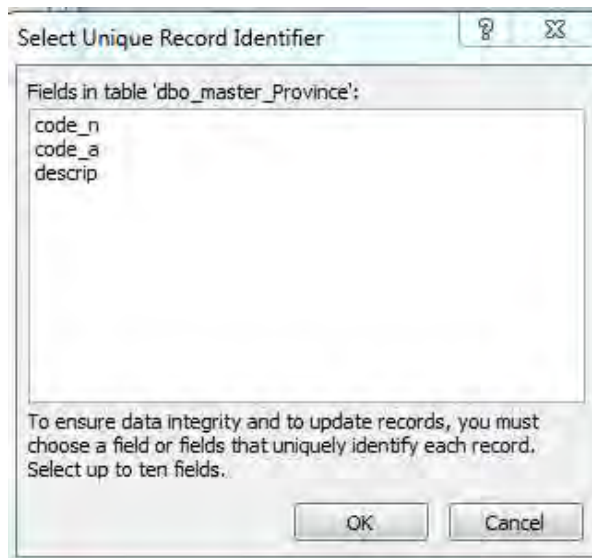 Select Unique Record Identifier
Fields in table 'dbo_master_Province':
code_n
code_a
descrip
To ensure data integrity and to update records, you must
choose a field or fields that uniquely identify each record.
Select up to ten fields.
OK
Cancel